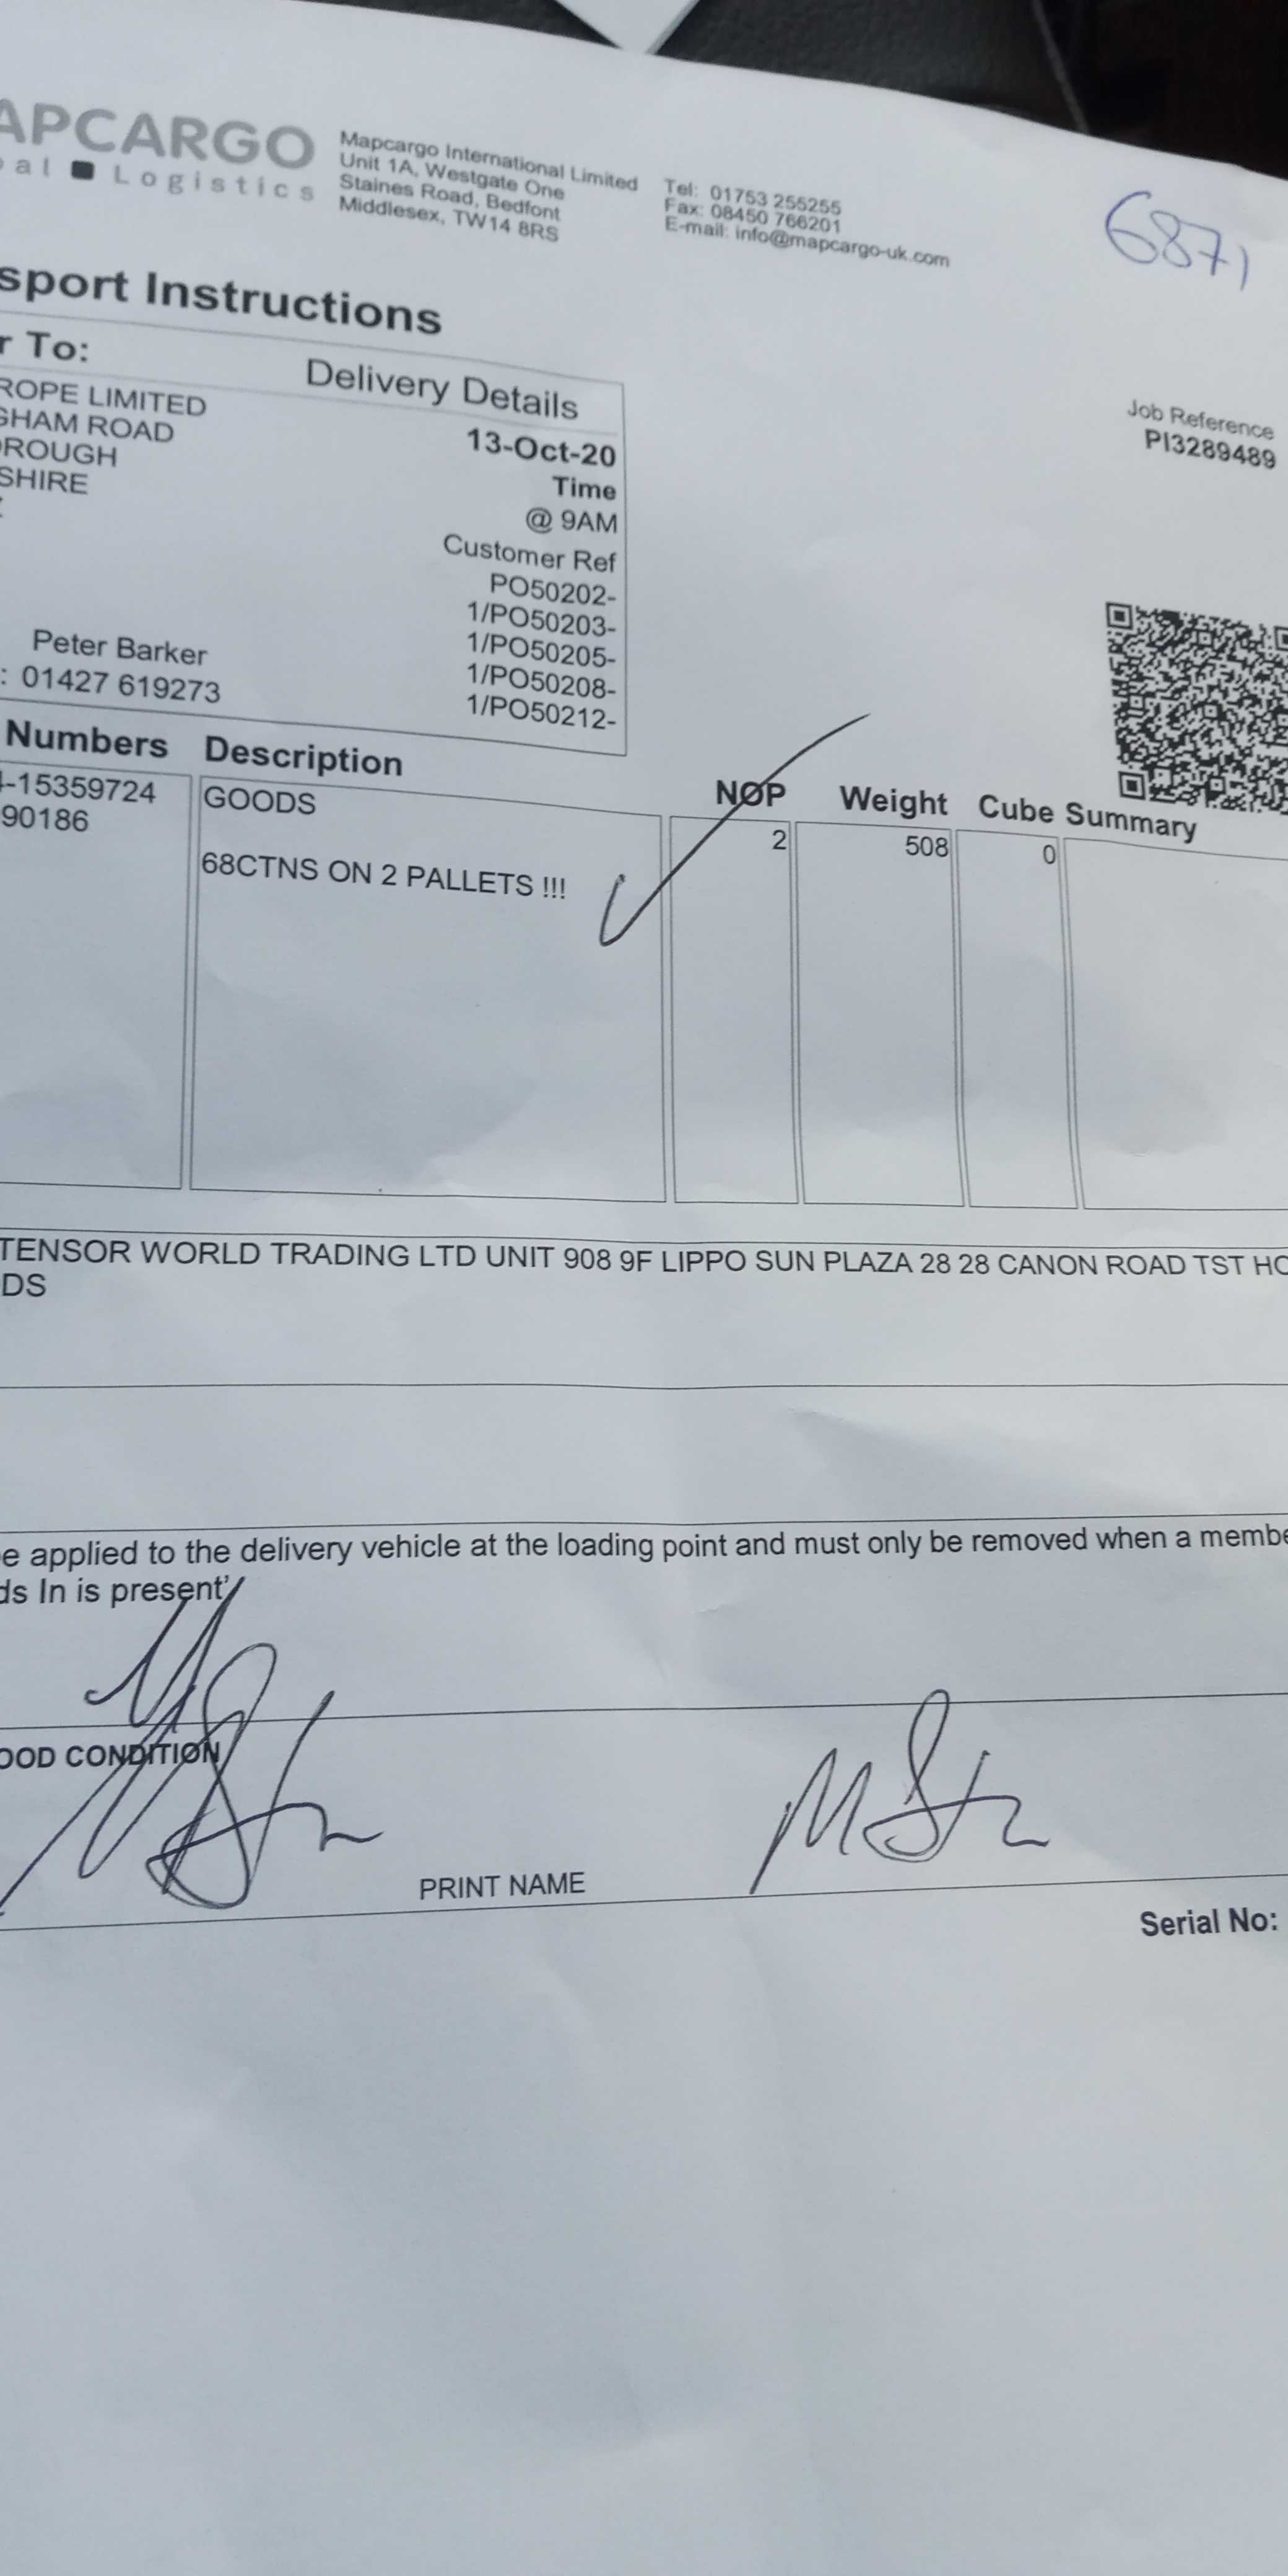 APCARGO
al Logistics
Mapcargo International Limited
Unit 1A, Westgate One
Staines Road, Bedfont
Middlesex, TW14 8RS
Tel: 01753 255255
Fax: 08450 766201
E-mail: info@mapcargo-uk.com
6871
sport Instructions
r To:
Delivery Details
ROPE LIMITED
GHAM ROAD
OROUGH
SHIRE
13-Oct-20
Time
@ 9AM
Customer Ref
PO50202-
1/PO50203-
1/PO50205-
1/PO50208-
1/PO50212-
Job Reference
PI3289489
Peter Barker
: 01427 619273
Numbers Description NOP Weight Cube Summary
-15359724 GOODS 2 508 0
90186
68CTNS ON 2 PALLETS !!!
TENSOR WORLD TRADING LTD UNIT 908 9F LIPPO SUN PLAZA 28 28 CANON ROAD TST HO
DS
e applied to the delivery vehicle at the loading point and must only be removed when a membe
ds In is present'
OOD CONDITION
PRINT NAME
Serial No: